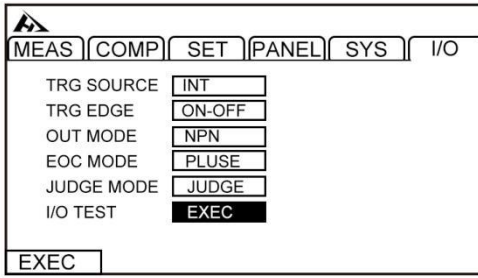 MEAS COMP SET PANEL SYS I/O
TRG SOURCE INT
TRG EDGE ON-OFF
OUT MODE NPN
EOC MODE PLUSE
JUDGE MODE JUDGE
I/O TEST EXEC
EXEC